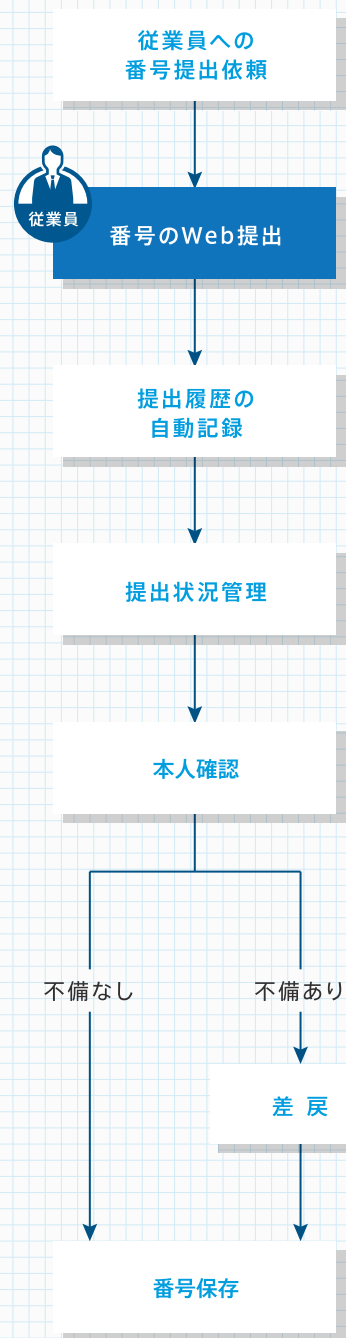 従業員への
番号提出依頼
従業員
番号のWeb提出
提出履歴の
自動記録
提出状況管理
本人確認
不備なし
不備あり
差戻
番号保存